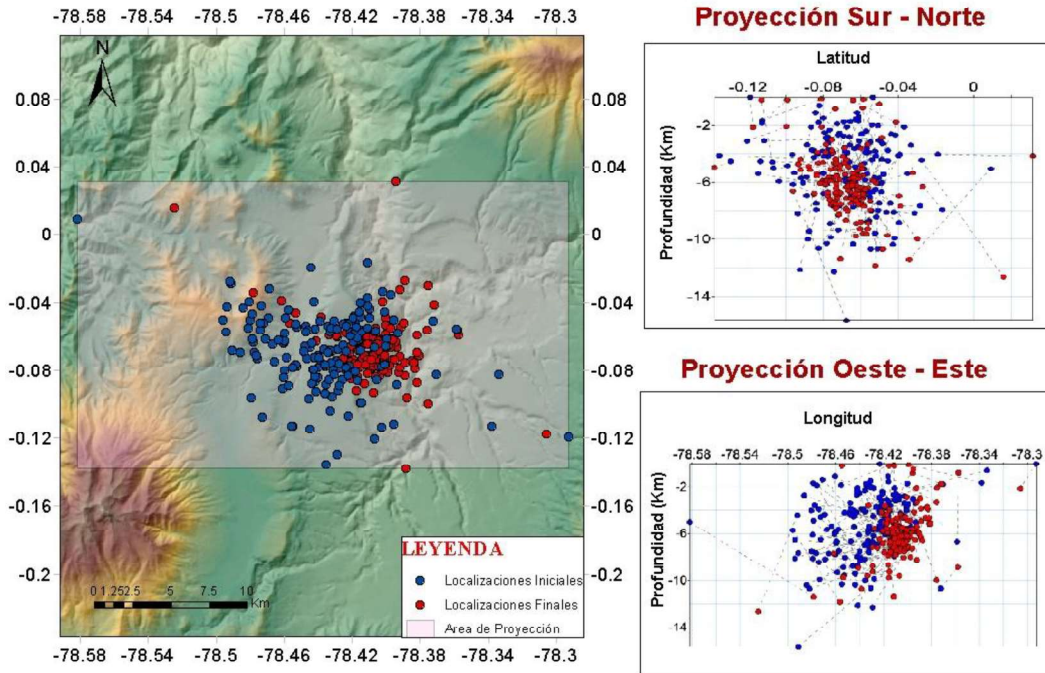 -78.58 -78.54 -78.5 -78.46 -78.42 -78.38 -78.34 -78.3
N
0.08 0.08
0.04 0.04
0 0
-0.04 -0.04
-0.08 -0.08
-0.12 -0.12
-0.16 -0.16
-0.2 -0.2
LEYENDA
Localizaciones Iniciales
Localizaciones Finales
Area de Proyección
0 1.25 2.5 5 7.5 10
Km
-78.58 -78.54 -78.5 -78.46 -78.42 -78.38 -78.34 -78.3
Proyección Sur - Norte
Latitud
-0.12 -0.08 -0.04 0
Profundidad (Km)
-2
-6
-10
-14
Proyección Oeste - Este
Longitud
-78.58 -78.54 -78.5 -78.46 -78.42 -78.38 -78.34 -78.3
Profundidad (Km)
-2
-6
-10
14